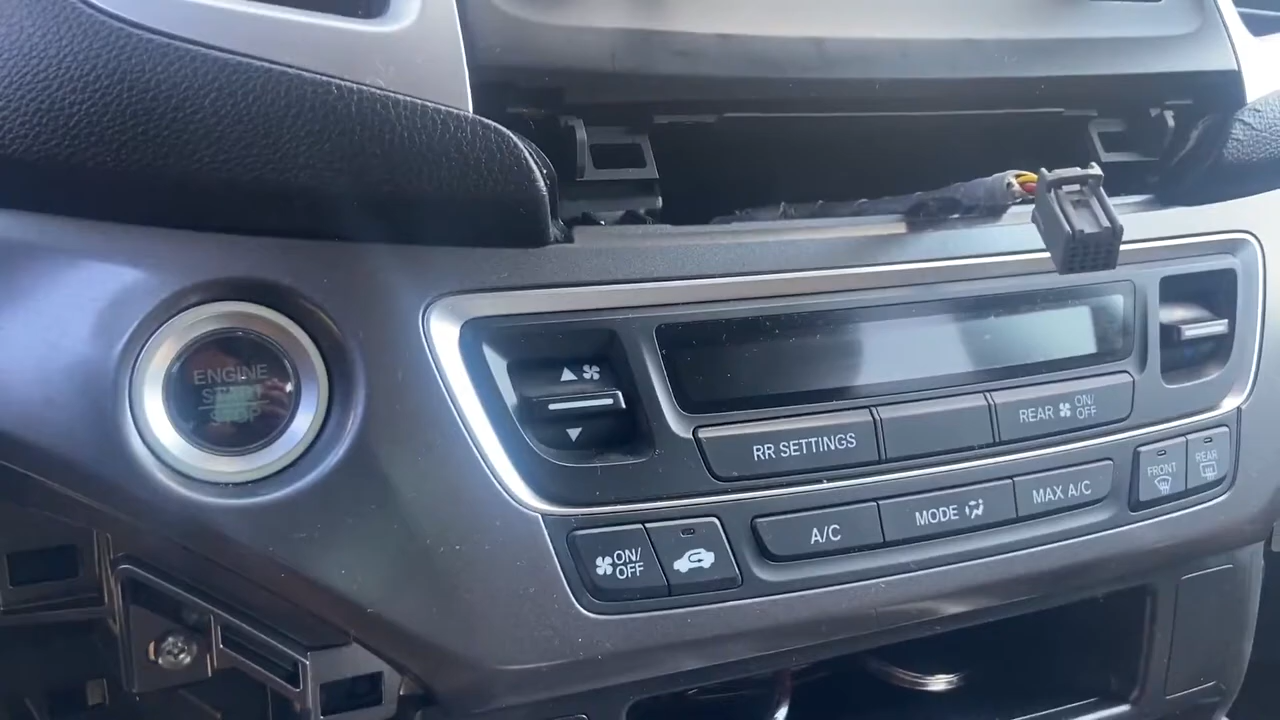 ENGINE
START
STOP
RR SETTINGS
REAR ON/
OFF
ON/
OFF
A/C
MODE
MAX A/C
FRONT
REAR